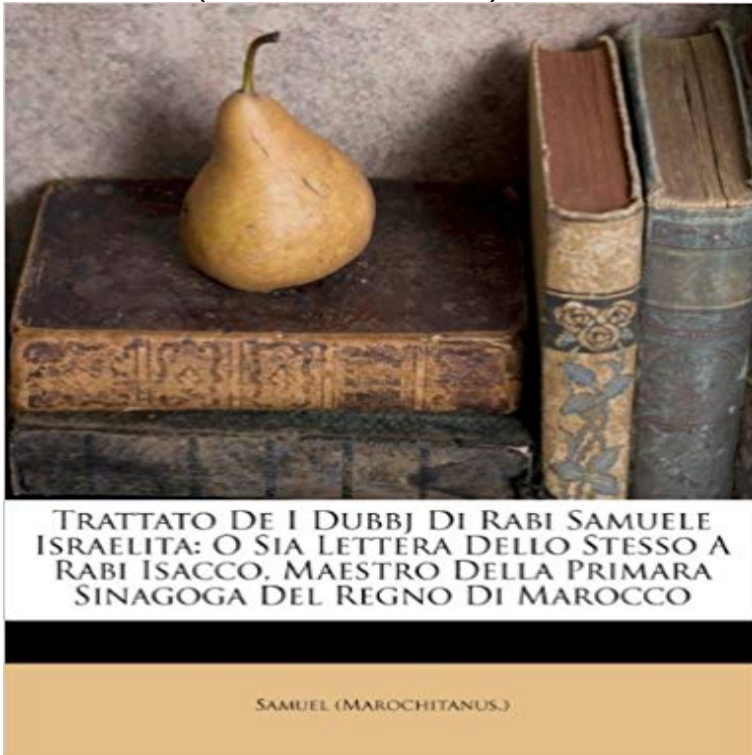 TRATTATO DE I DUBBJ DI RABI SAMUELE
ISRAELITA: O SIA LETTERA DELLO STESSO A
RABI ISACCO, MAESTRO DELLA PRIMARA
SINAGOGA DEL REGNO DI MAROCCO
SAMUEL (MAROCHITANUS.)